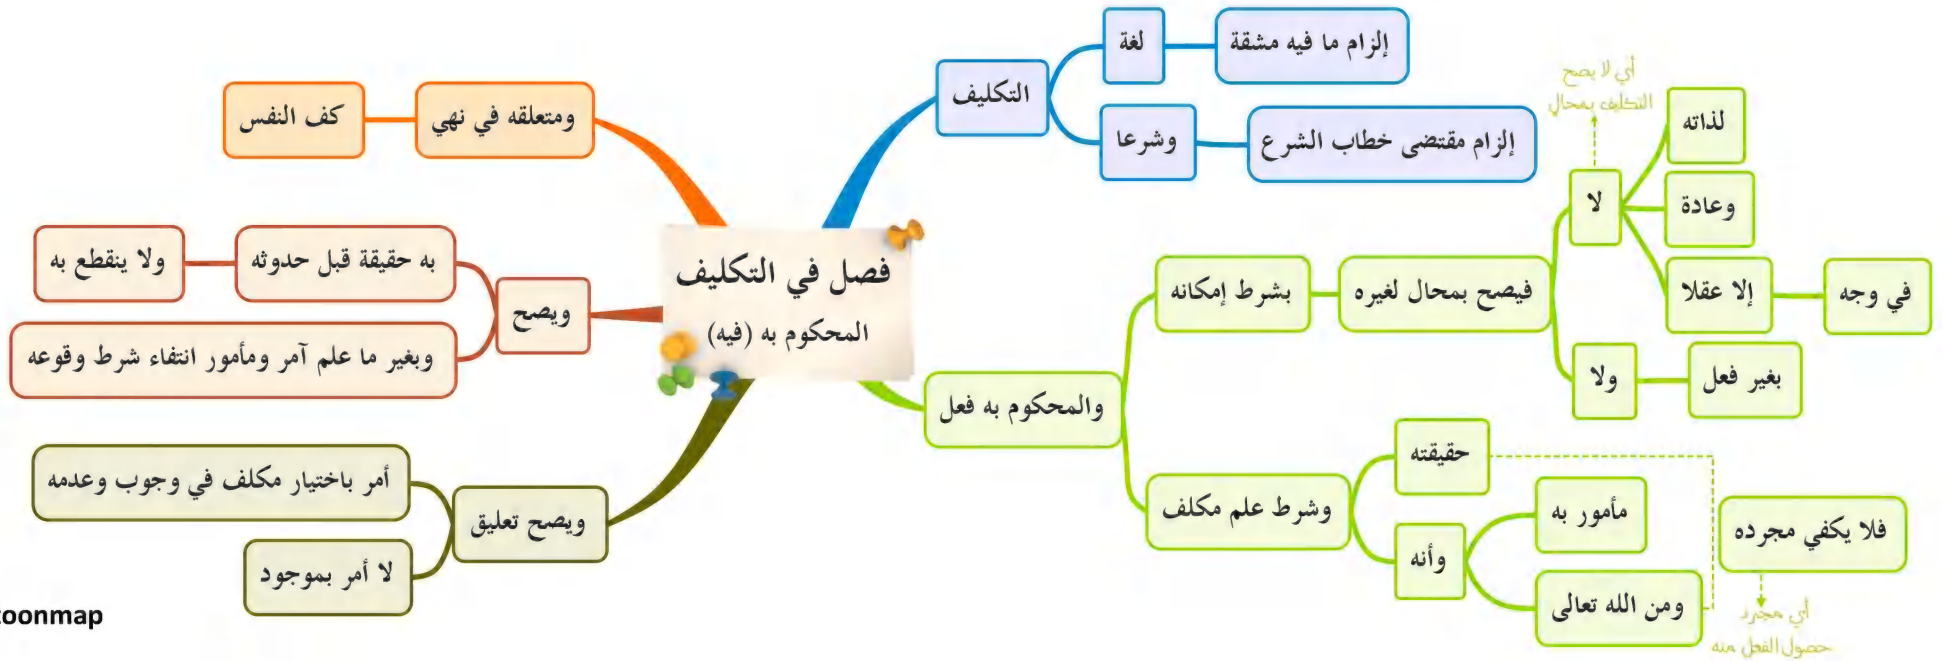 فصل في التكليف
المحكوم به (فيه)
التكليف
لغة
إلزام ما فيه مشقة
وشرعا
إلزام مقتضى خطاب الشرع
والمحكوم به فعل
بشرط إمكانه
فيصح بمحال لغيره
لا
أي لا يصح
التكليف بمحال
لذاته
وعادة
إلا عقلا
في وجه
ولا
بغير فعل
وشرط علم مكلف
حقيقته
وأنه
مأمور به
ومن الله تعالى
فلا يكفي مجرده
أي مجرد
حصول الفعل منه
ومتعلقه في نهي
كف النفس
ويصح
به حقيقة قبل حدوثه
ولا ينقطع به
وبغير ما علم آمر ومأمور انتفاء شرط وقوعه
ويصح تعليق
أمر باختيار مكلف في وجوب وعدمه
لا أمر بموجود
toonmap